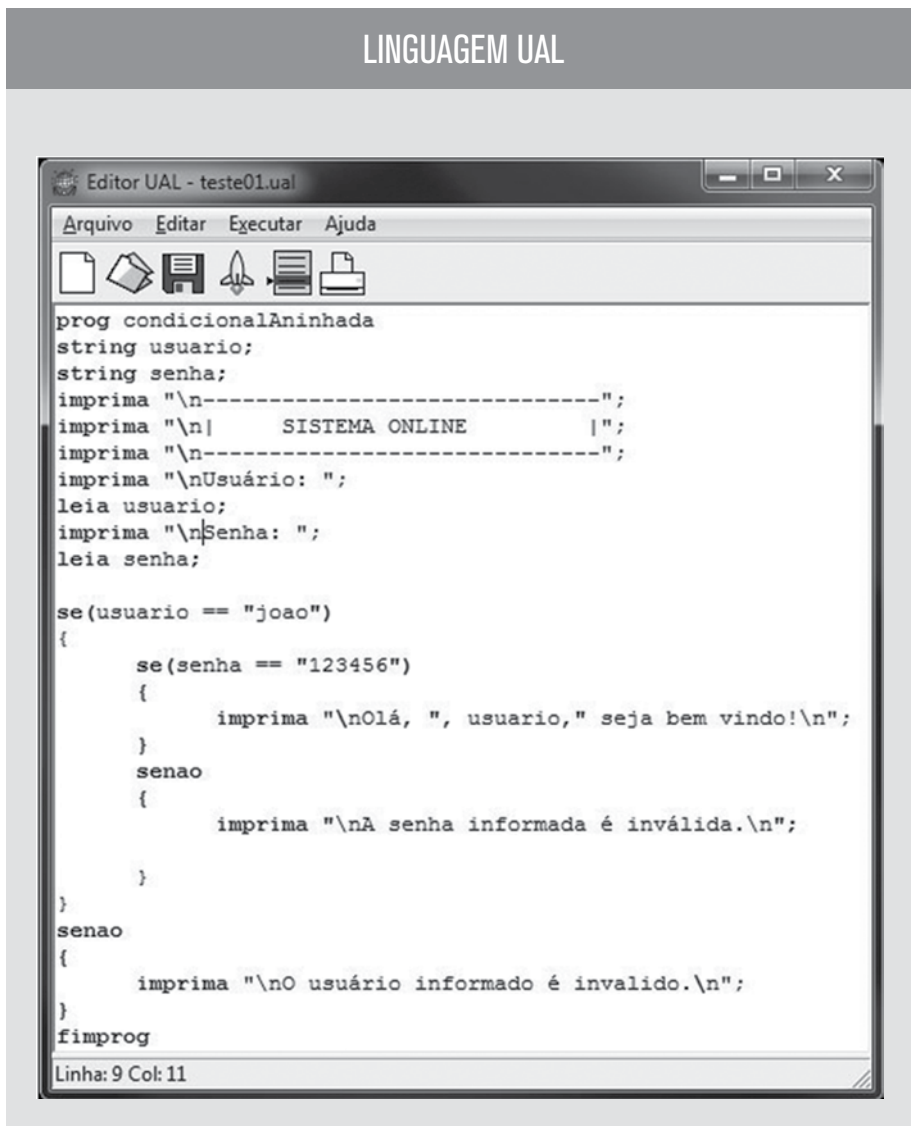 LINGUAGEM UAL
Editor UAL - teste01.ual
Arquivo Editar Executar Ajuda
prog condicionalAninhada
string usuario;
string senha;
imprima "\n------------------------------";
imprima "\n|      SISTEMA ONLINE         |";
imprima "\n------------------------------";
imprima "\nUsuário: ";
leia usuario;
imprima "\nSenha: ";
leia senha;
se(usuario == "joao")
{
se(senha == "123456")
{
imprima "\nOlá, ", usuario," seja bem vindo!\n";
}
senao
{
imprima "\nA senha informada é inválida.\n";
}
}
senao
{
imprima "\nO usuário informado é invalido.\n";
}
fimprog
Linha: 9 Col: 11